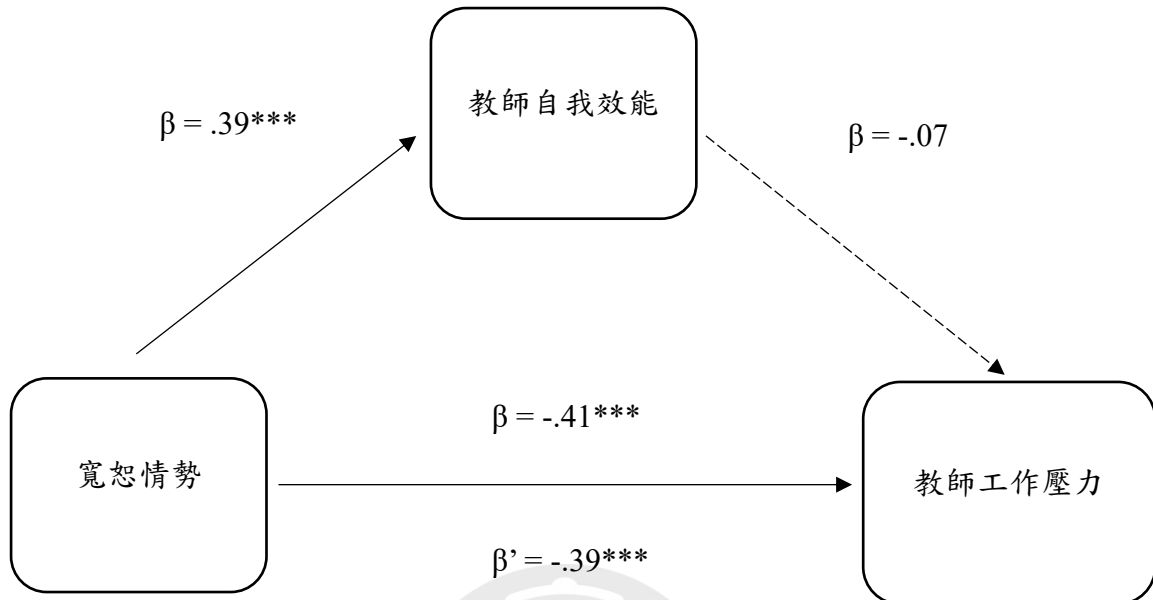 教師自我效能
β = .39***
β = -.07
β = -.41***
寬恕情勢
教師工作壓力
β’ = -.39***